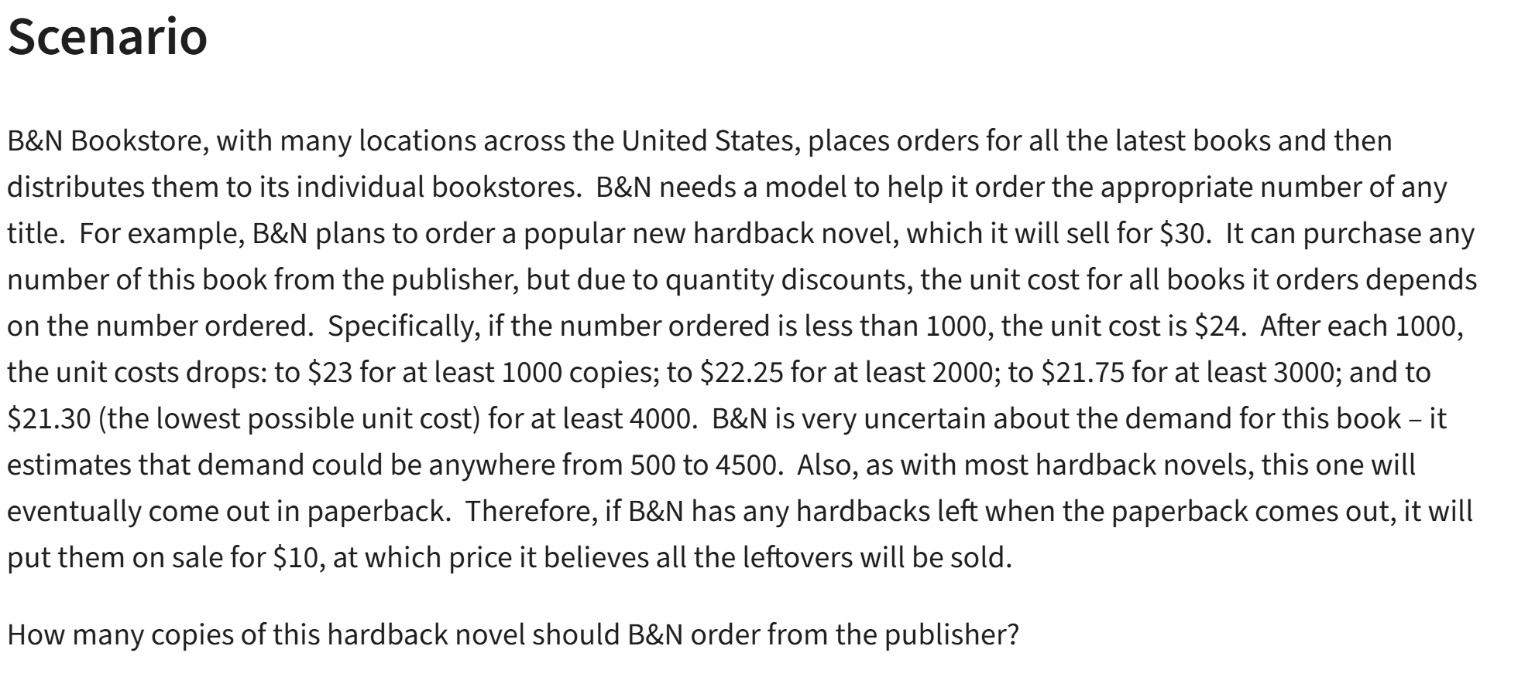 Scenario
B&N Bookstore, with many locations across the United States, places orders for all the latest books and then
distributes them to its individual bookstores.  B&N needs a model to help it order the appropriate number of any
title.  For example, B&N plans to order a popular new hardback novel, which it will sell for $30.  It can purchase any
number of this book from the publisher, but due to quantity discounts, the unit cost for all books it orders depends
on the number ordered.  Specifically, if the number ordered is less than 1000, the unit cost is $24.  After each 1000,
the unit costs drops: to $23 for at least 1000 copies; to $22.25 for at least 2000; to $21.75 for at least 3000; and to
$21.30 (the lowest possible unit cost) for at least 4000.  B&N is very uncertain about the demand for this book – it
estimates that demand could be anywhere from 500 to 4500.  Also, as with most hardback novels, this one will
eventually come out in paperback.  Therefore, if B&N has any hardbacks left when the paperback comes out, it will
put them on sale for $10, at which price it believes all the leftovers will be sold.
How many copies of this hardback novel should B&N order from the publisher?